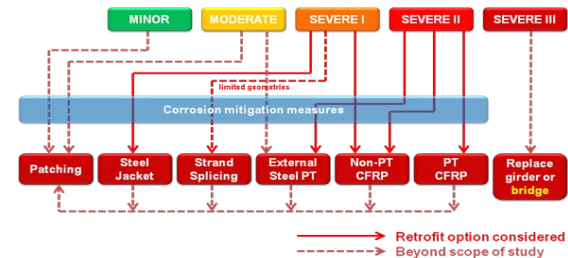 MINOR
MODERATE
SEVERE I
SEVERE II
SEVERE III
limited geometries
Corrosion mitigation measures
Patching
Steel
Jacket
Strand
Splicing
External
Steel PT
Non-PT
CFRP
PT
CFRP
Replace
girder or
bridge
Retrofit option considered
Beyond scope of study